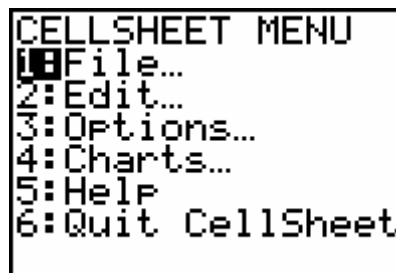 CELLSHEET MENU
1:File…
2:Edit…
3:Options…
4:Charts…
5:Help
6:Quit CellSheet